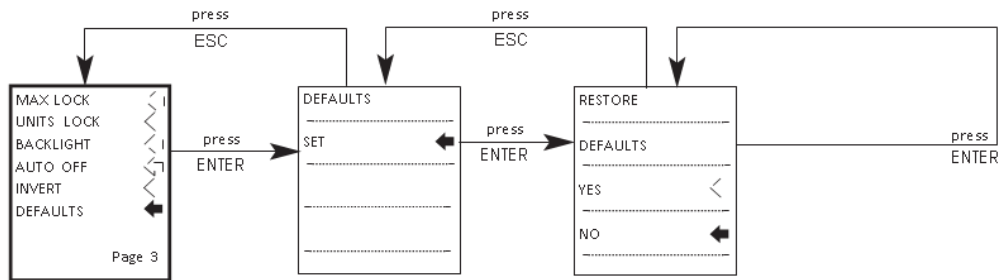 press
ESC
press
ESC
MAX LOCK
UNITS LOCK
BACKLIGHT
AUTO OFF
INVERT
DEFAULTS
Page 3
press
ENTER
DEFAULTS
SET
press
ENTER
RESTORE
DEFAULTS
YES
NO
press
ENTER